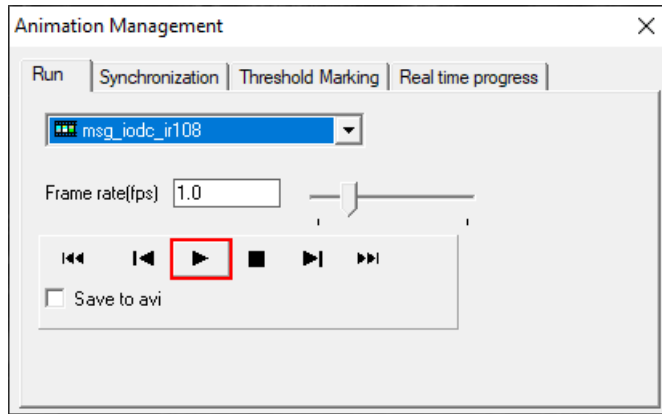 Animation Management
Run Synchronization Threshold Marking Real time progress
msg_iodc_ir108
Frame rate(fps) 1.0
Save to avi